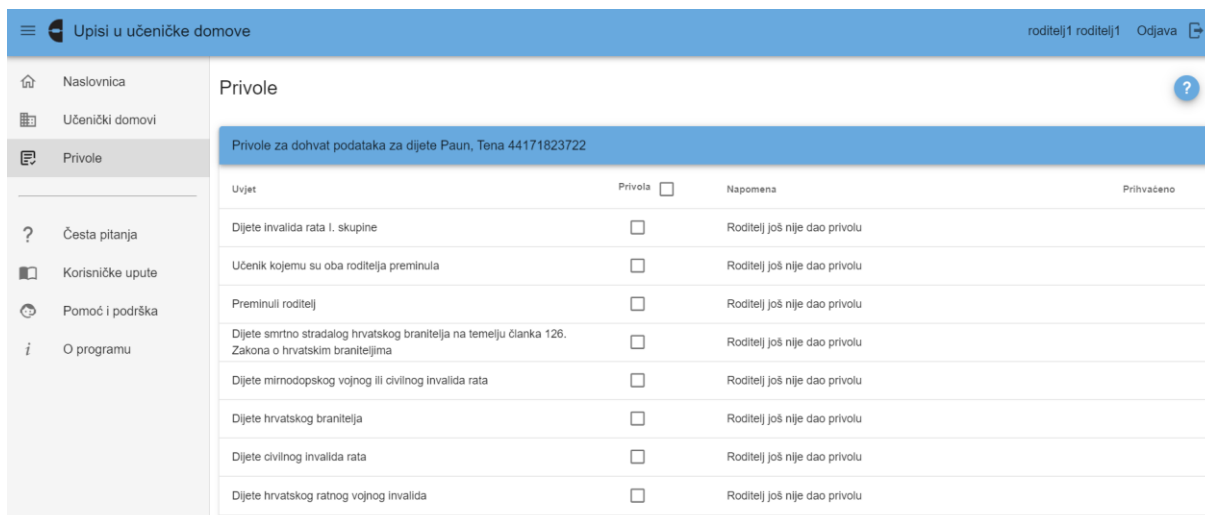 Upisi u učeničke domove
roditelj1 roditelj1 Odjava
Naslovnica
Učenički domovi
Privole
Česta pitanja
Korisničke upute
Pomoć i podrška
i O programu
Privole
?
Privole za dohvat podataka za dijete Paun, Tena 44171823722
Uvjet Privola Napomena Prihvaćeno
Dijete invalida rata I. skupine Roditelj još nije dao privolu
Učenik kojemu su oba roditelja preminula Roditelj još nije dao privolu
Preminuli roditelj Roditelj još nije dao privolu
Dijete smrtno stradalog hrvatskog branitelja na temelju članka 126.
Zakona o hrvatskim braniteljima Roditelj još nije dao privolu
Dijete mirnodopskog vojnog ili civilnog invalida rata Roditelj još nije dao privolu
Dijete hrvatskog branitelja Roditelj još nije dao privolu
Dijete civilnog invalida rata Roditelj još nije dao privolu
Dijete hrvatskog ratnog vojnog invalida Roditelj još nije dao privolu